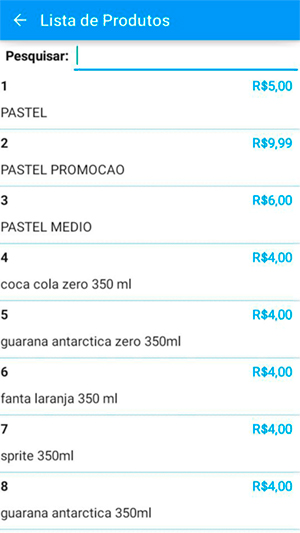 Lista de Produtos
Pesquisar:
1 R$5,00
PASTEL
2 R$9,99
PASTEL PROMOCAO
3 R$6,00
PASTEL MEDIO
4 R$4,00
coca cola zero 350 ml
5 R$4,00
guarana antarctica zero 350ml
6 R$4,00
fanta laranja 350 ml
7 R$4,00
sprite 350ml
8 R$4,00
guarana antarctica 350ml